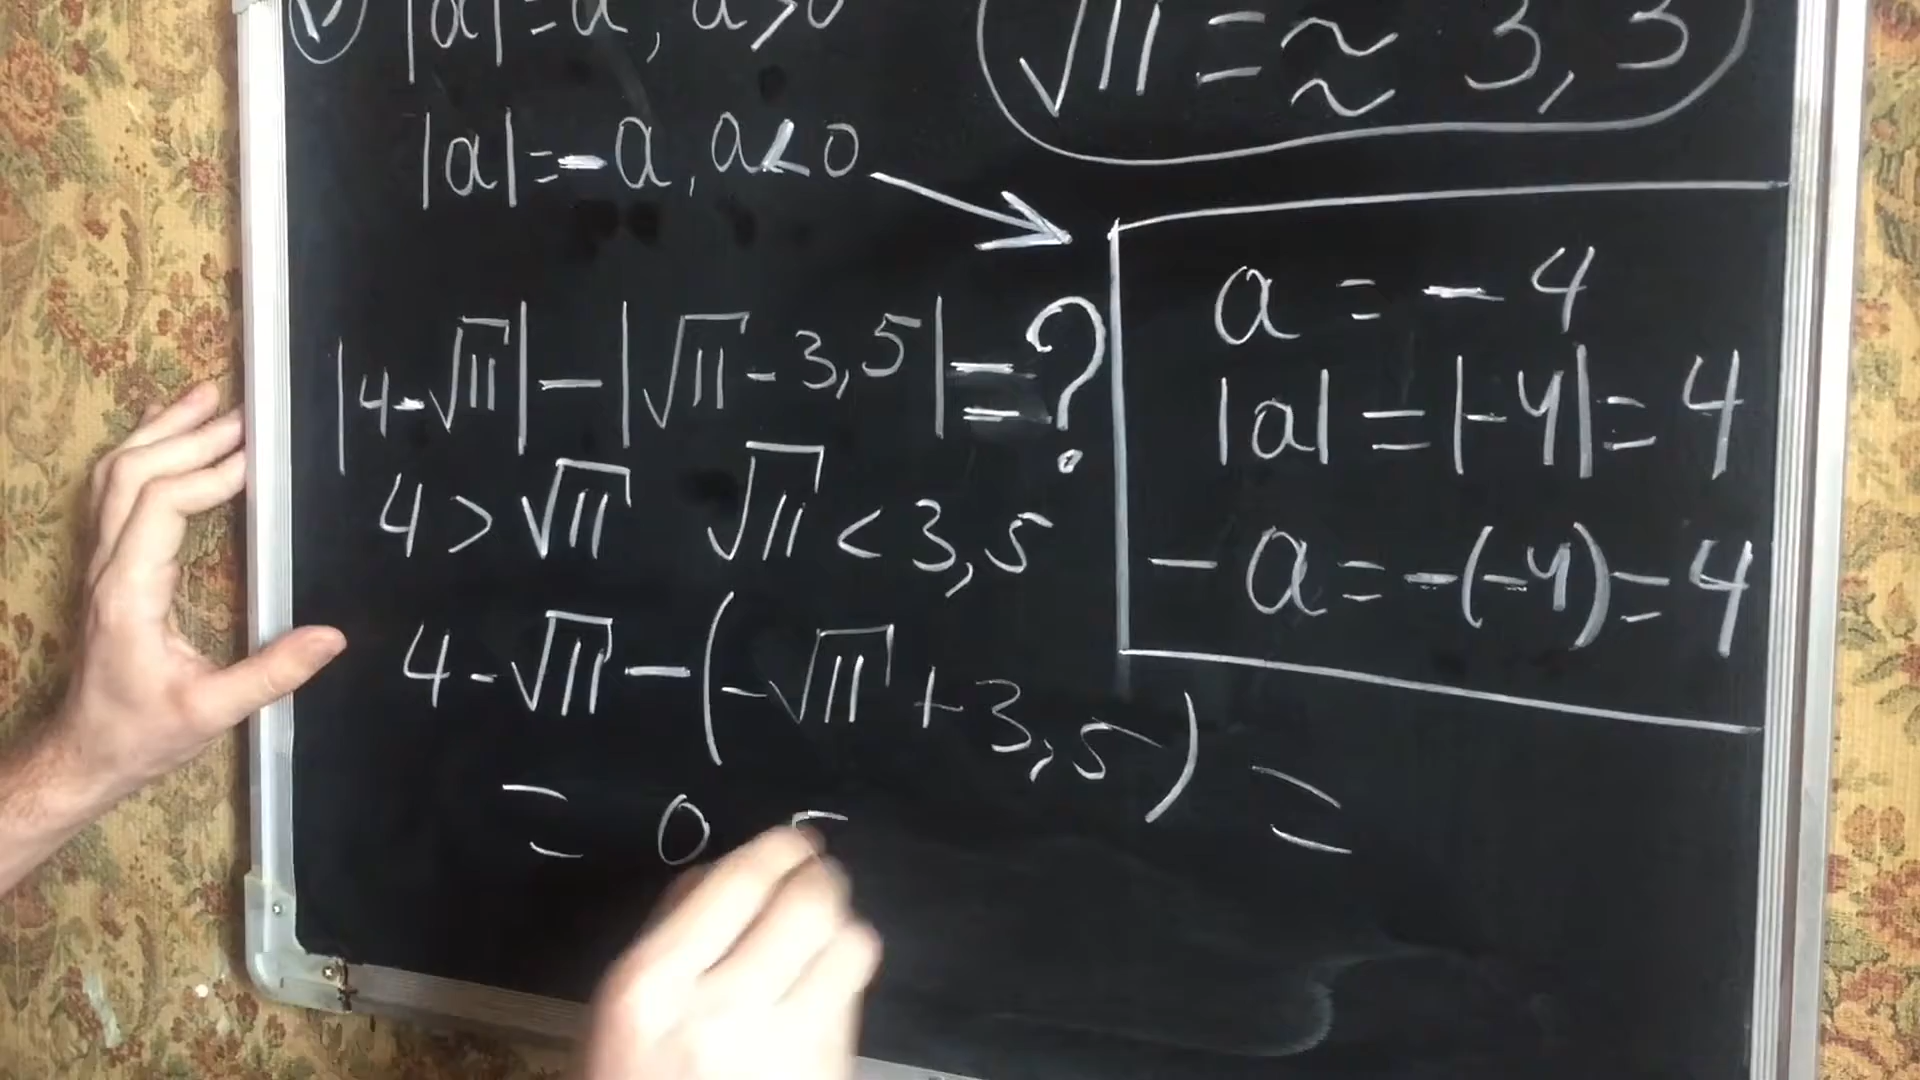 |a|=a, a>0
√11 = ≈ 3,3
|a|=-a, a<0
|4-√11|-|√11-3,5|=?
4>√11 √11<3,5
4-√11-(-√11+3,5)=
= 0
a = -4
|a|=|-4|=4
-a=-(-4)=4